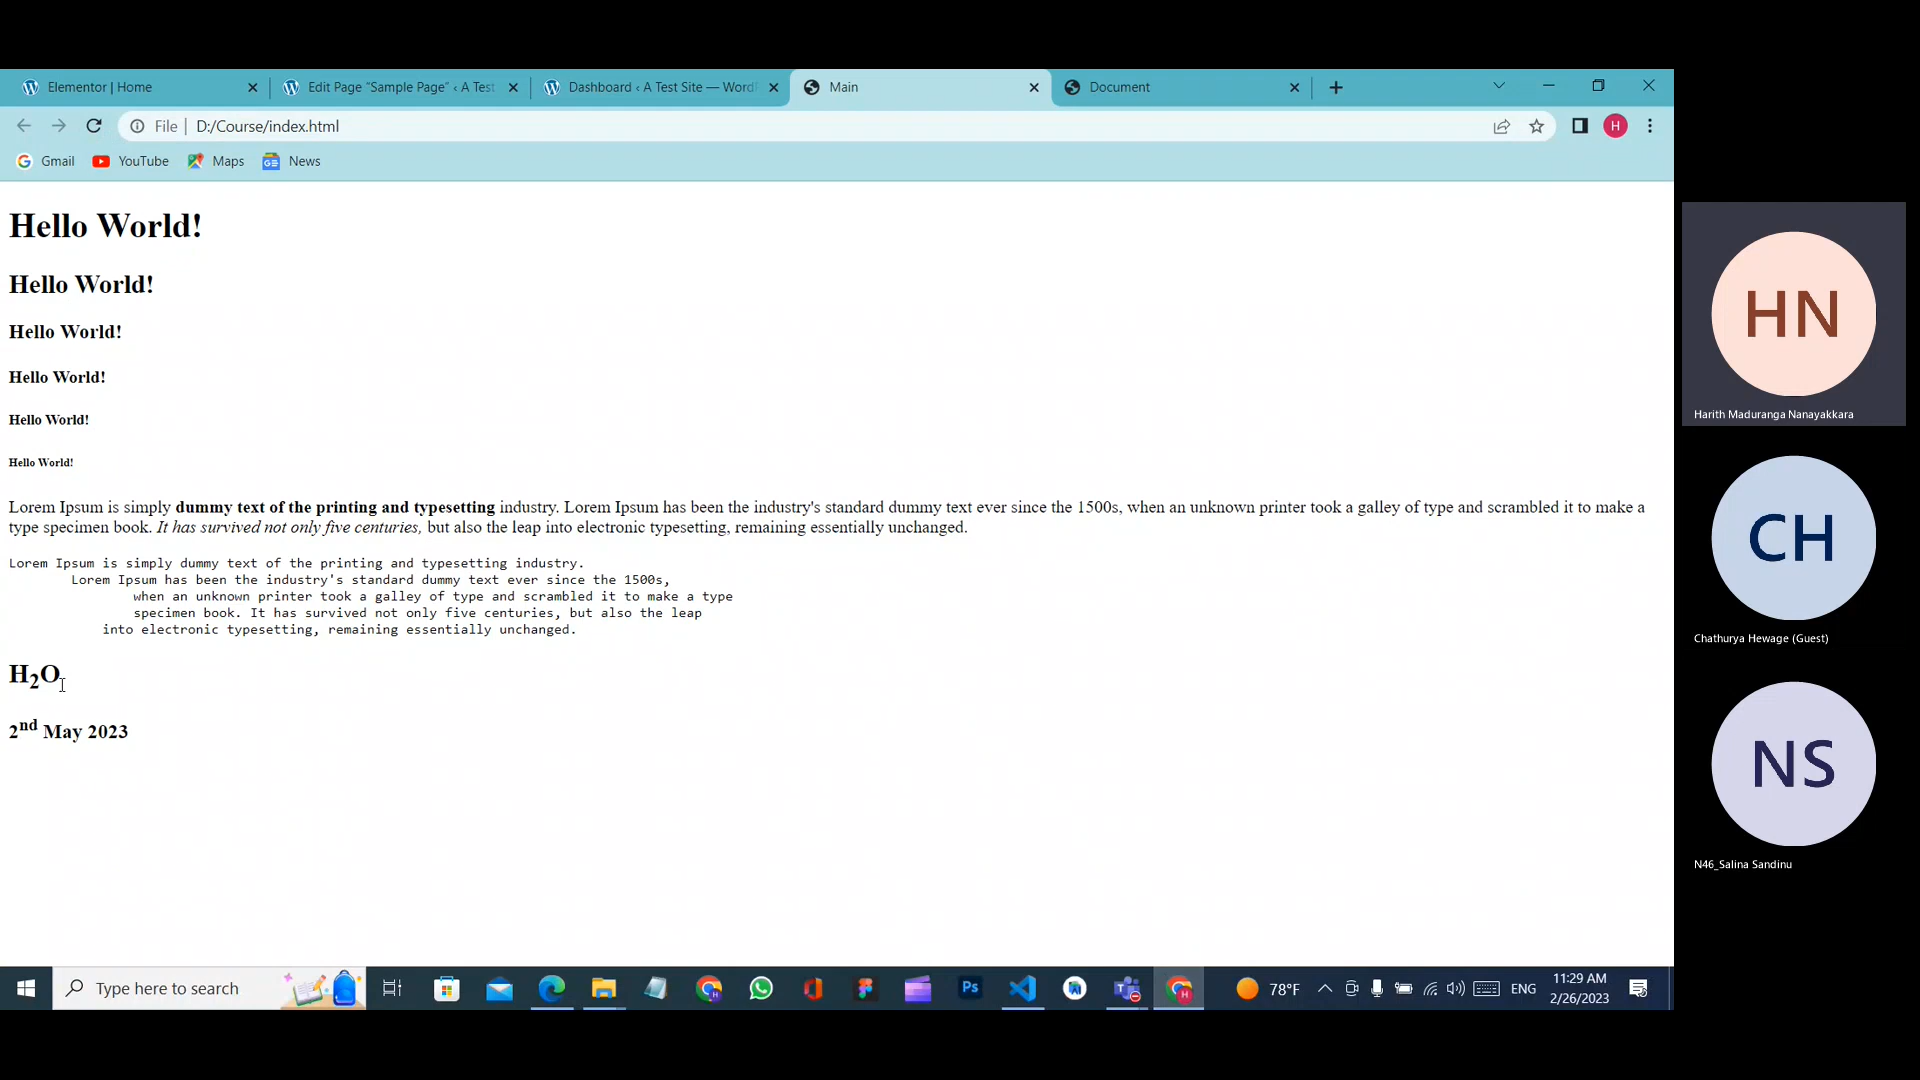 Elementor | Home
Edit Page “Sample Page” ‹ A Test
Dashboard ‹ A Test Site — Word
Main
Document
File
D:/Course/index.html
H
Gmail
YouTube
Maps
News
Hello World!
Hello World!
Hello World!
Hello World!
Hello World!
Hello World!
Lorem Ipsum is simply dummy text of the printing and typesetting industry. Lorem Ipsum has been the industry's standard dummy text ever since the 1500s, when an unknown printer took a galley of type and scrambled it to make a
type specimen book. It has survived not only five centuries, but also the leap into electronic typesetting, remaining essentially unchanged.
Lorem Ipsum is simply dummy text of the printing and typesetting industry.
Lorem Ipsum has been the industry's standard dummy text ever since the 1500s,
when an unknown printer took a galley of type and scrambled it to make a type
specimen book. It has survived not only five centuries, but also the leap
into electronic typesetting, remaining essentially unchanged.
H₂O
2ⁿᵈ May 2023
HN
Harith Maduranga Nanayakkara
CH
Chathurya Hewage (Guest)
NS
N46_Salina Sandinu
Type here to search
Ps
78°F
ENG
11:29 AM
2/26/2023